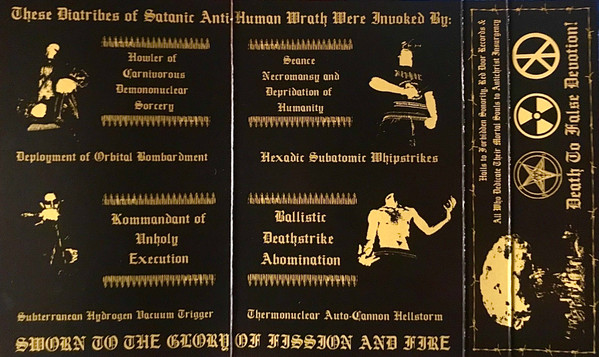 These Diatribes of Satanic Anti-Human Wrath Were Invoked By:
Howler of
Carnivorous
Demononuclear
Sorcery
Deployment of Orbital Bombardment
Seance
Necromansy and
Depridation of
Humanity
Hexadic Subatomic Whipstrikes
Kommandant of
Unholy
Execution
Subterranean Hydrogen Vacuum Trigger
Ballistic
Deathstrike
Abomination
Thermonuclear Auto-Cannon Hellstorm
SWORN TO THE GLORY OF FISSION AND FIRE
Hails to Forbidden Sonority, Red Door Records &
All Who Dedicate Their Mortal Souls to Antichrist Insurgency
Death To False Devotion!